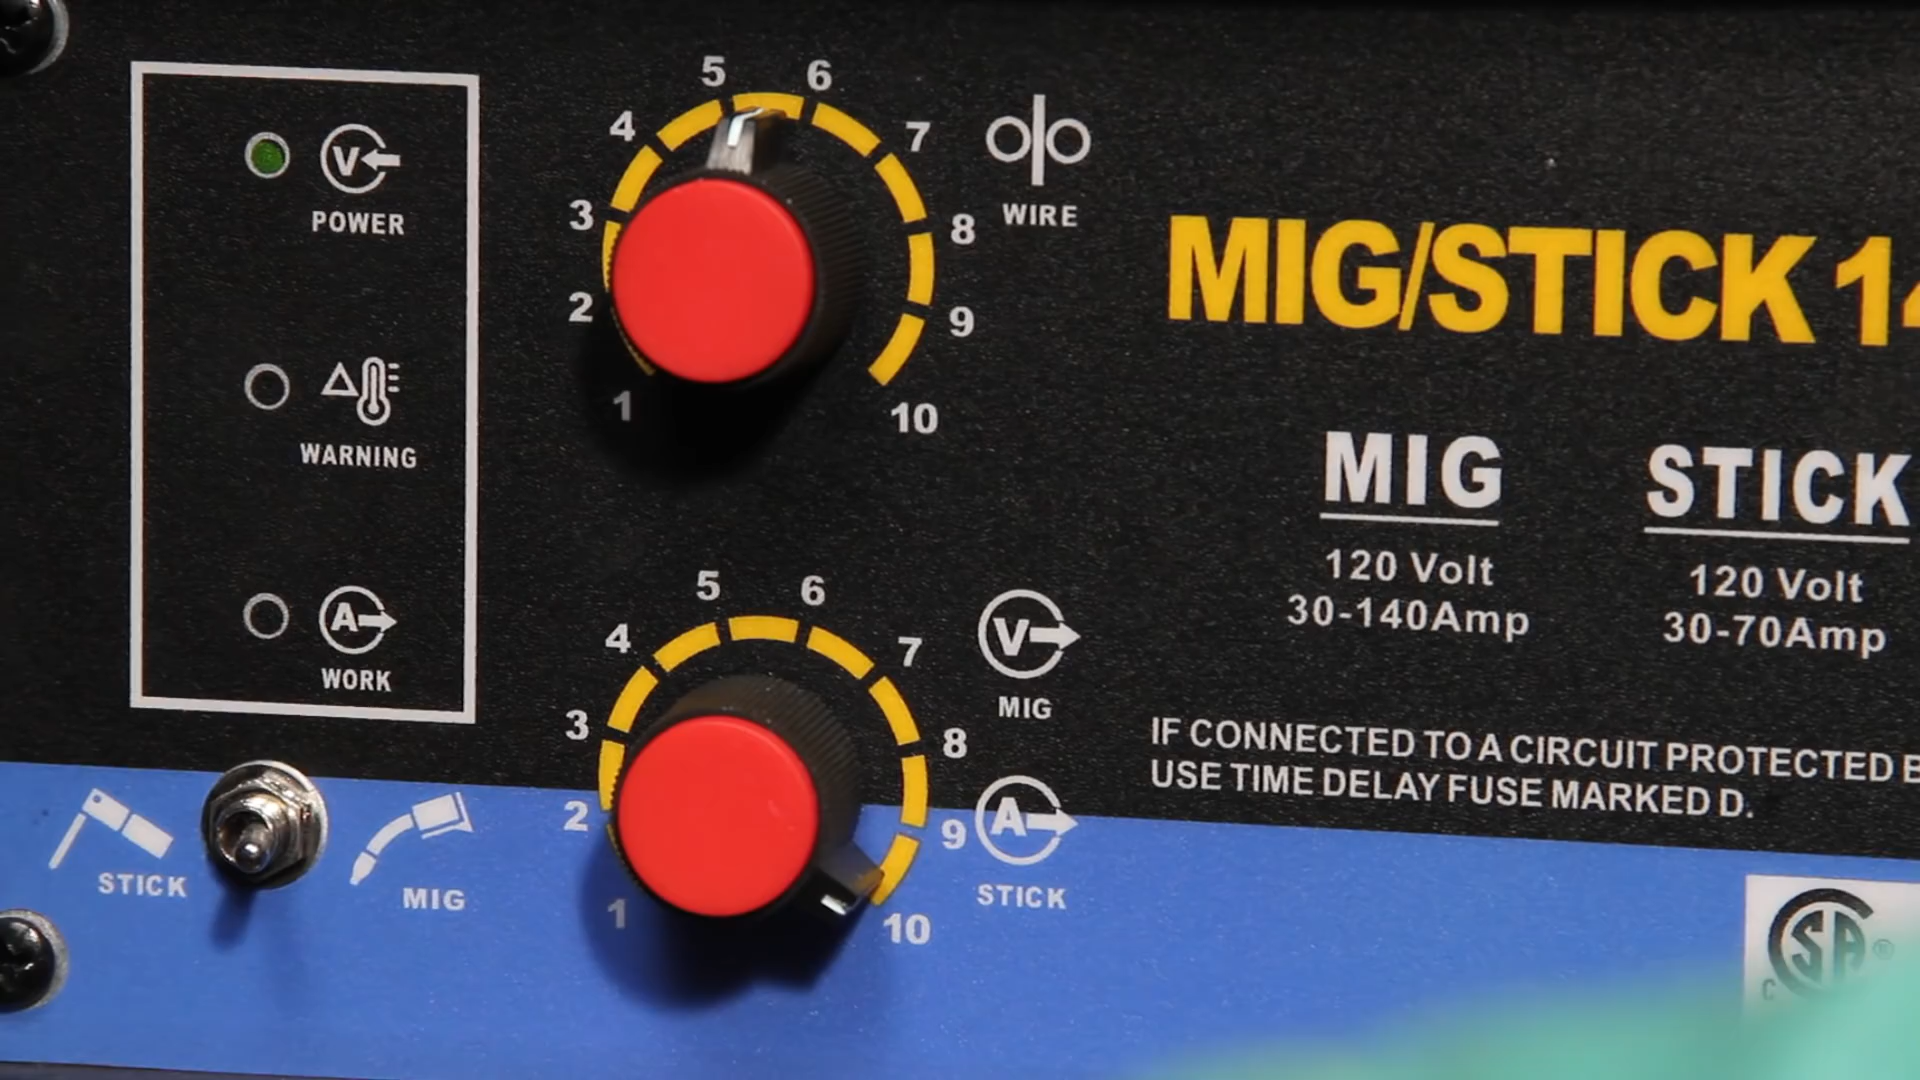 POWER
WARNING
WORK
STICK
MIG
1
2
3
4
5
6
7
8
9
10
WIRE
1
2
3
4
5
6
7
8
9
10
V
MIG
A
STICK
MIG/STICK 14
MIG
120 Volt
30-140Amp
STICK
120 Volt
30-70Amp
IF CONNECTED TO A CIRCUIT PROTECTED B
USE TIME DELAY FUSE MARKED D.
V
A
CSA
C
®